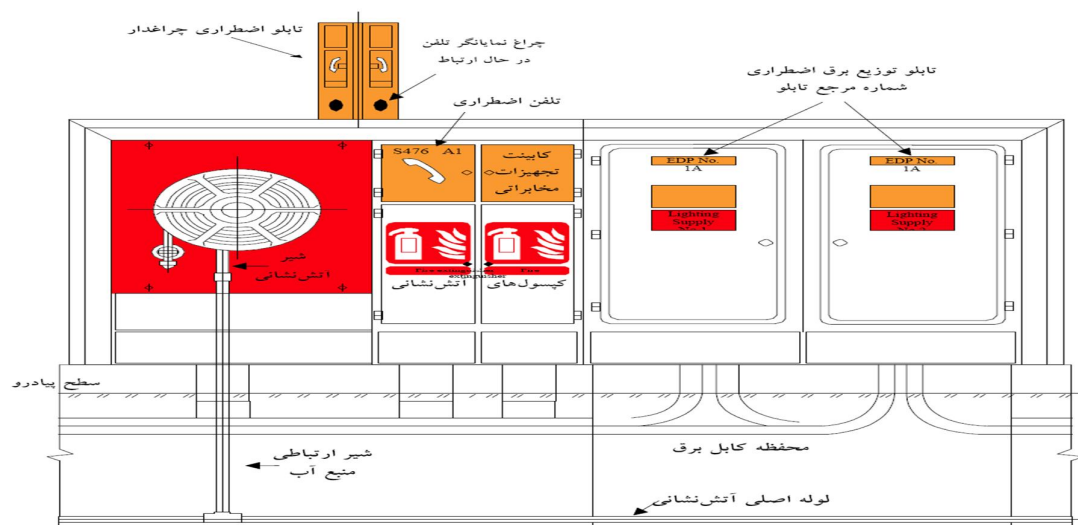 تابلو اضطراری چراغدار
چراغ نمایانگر تلفن
در حال ارتباط
تلفن اضطراری
تابلو توزیع برق اضطراری
شماره مرجع تابلو
S476 A1
کابینت
تجهیزات
مخابراتی
EDP No.
1A
EDP No.
1A
Lighting
Supply
Lighting
Supply
شیر
آتش‌نشانی
extinguisher
Fire
کپسول‌های
آتش‌نشانی
سطح پیادرو
شیر ارتباطی
منبع آب
محفظه کابل برق
لوله اصلی آتش‌نشانی